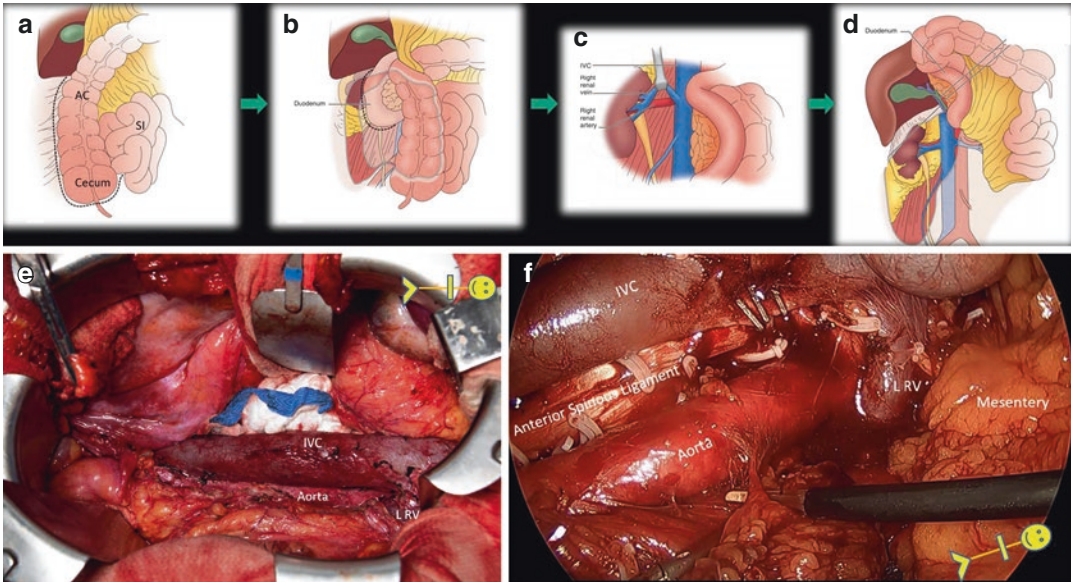 a
AC
SI
Cecum
b
Duodenum
c
IVC
Right
renal
vein
Right
renal
artery
d
Duodenum
e
IVC
Aorta
L RV
f
IVC
Anterior Spinous Ligament
Aorta
L RV
Mesentery